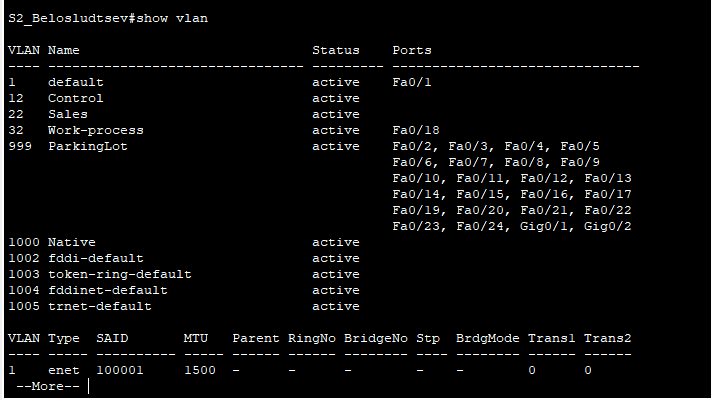 S2_Belosludtsev#show vlan
VLAN Name                             Status    Ports
---- -------------------------------- --------- -------------------------------
1    default                          active    Fa0/1
12   Control                          active
22   Sales                            active
32   Work-process                     active    Fa0/18
999  ParkingLot                       active    Fa0/2, Fa0/3, Fa0/4, Fa0/5
                                                Fa0/6, Fa0/7, Fa0/8, Fa0/9
                                                Fa0/10, Fa0/11, Fa0/12, Fa0/13
                                                Fa0/14, Fa0/15, Fa0/16, Fa0/17
                                                Fa0/19, Fa0/20, Fa0/21, Fa0/22
                                                Fa0/23, Fa0/24, Gig0/1, Gig0/2
1000 Native                           active
1002 fddi-default                     active
1003 token-ring-default               active
1004 fddinet-default                  active
1005 trnet-default                    active
VLAN Type  SAID       MTU   Parent RingNo BridgeNo Stp  BrdgMode Trans1 Trans2
---- ----- ---------- ----- ------ ------ -------- ---- -------- ------ ------
1    enet  100001     1500  -      -      -        -    -        0      0
 --More--